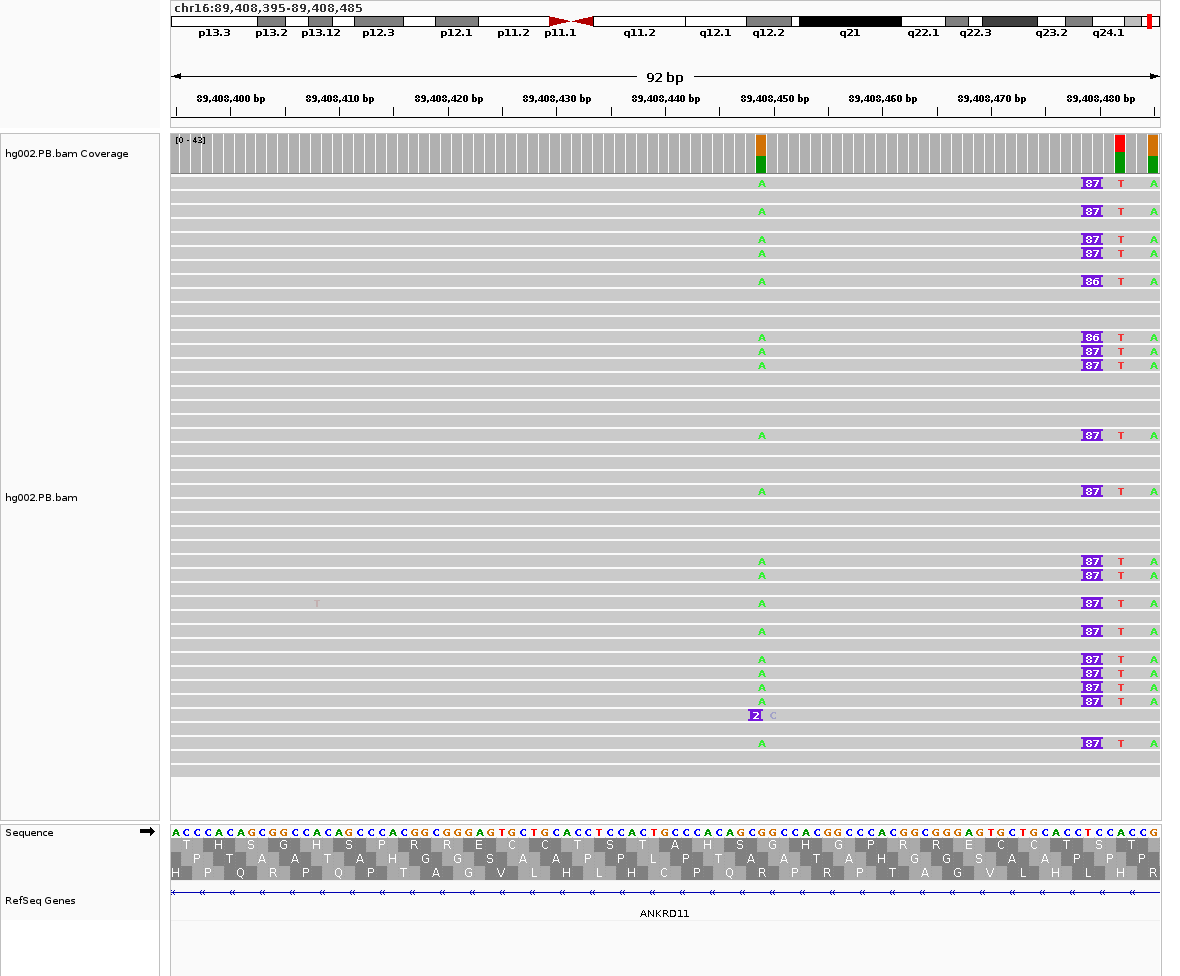 chr16:89,408,395-89,408,485
p13.3 p13.2 p13.12 p12.3 p12.1 p11.2 p11.1 q11.2 q12.1 q12.2 q21 q22.1 q22.3 q23.2 q24.1
92 bp
89,408,400 bp 89,408,410 bp 89,408,420 bp 89,408,430 bp 89,408,440 bp 89,408,450 bp 89,408,460 bp 89,408,470 bp 89,408,480 bp
[0 - 43]
hg002.PB.bam Coverage
A 87 T A
A 87 T A
A 87 T A
A 87 T A
A 86 T A
A 86 T A
A 87 T A
A 87 T A
A 87 T A
A 87 T A
hg002.PB.bam
A 87 T A
A 87 T A
T A 87 T A
A 87 T A
A 87 T A
A 87 T A
A 87 T A
A 87 T A
2 C
A 87 T A
Sequence
A C C C A C A G C G G C C A C A G C C C A C G G C G G G A G T G C T G C A C C T C C A C T G C C C A C A G C G G C C A C G G C C C A C G G C G G G A G T G C T G C A C C T C C A C C G
T H S G H S P R R E C C T S T A H S G H G P R R E C C T S T
P T A A T A H G G S A A P P L P T A A T A H G G S A A P P P
H P Q R P Q P T A G V L H L H C P Q R P R P T A G V L H L H R
RefSeq Genes
ANKRD11